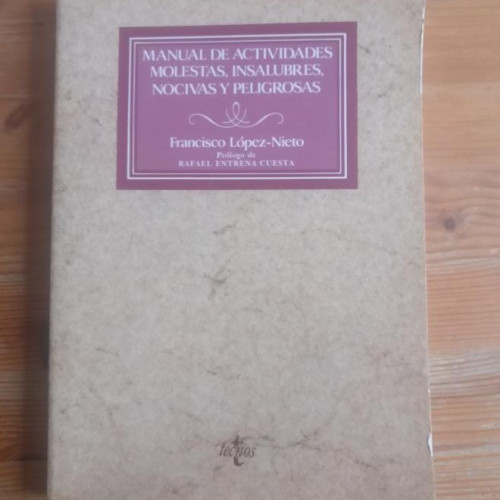 MANUAL DE ACTIVIDADES
MOLESTAS, INSALUBRES,
NOCIVAS Y PELIGROSAS
Francisco López-Nieto
Prólogo de
RAFAEL ENTRENA CUESTA
tecnos